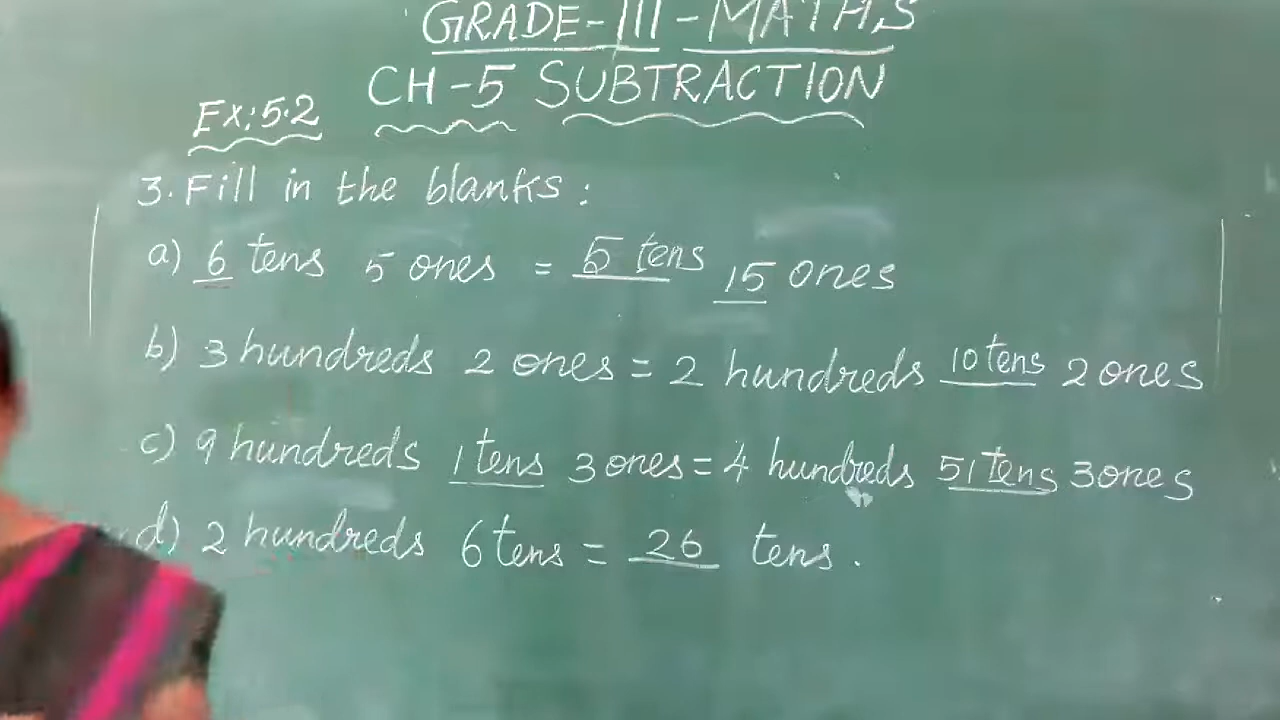 GRADE-III-MATHS
CH-5 SUBTRACTION
Ex:5.2
3. Fill in the blanks :
a) 6 tens 5 ones = 5 tens 15 ones
b) 3 hundreds 2 ones = 2 hundreds 10 tens 2 ones
c) 9 hundreds 1 tens 3 ones = 4 hundreds 51 tens 3 ones
d) 2 hundreds 6 tens = 26 tens.